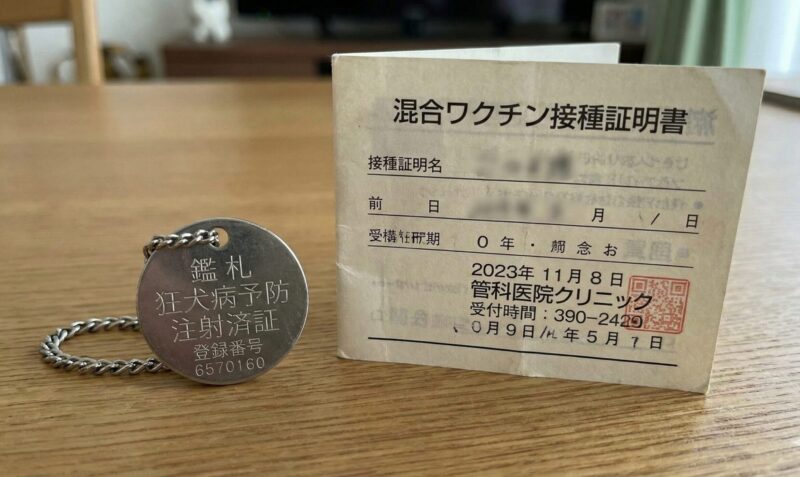 鑑札
狂犬病予防
注射済証
登録番号
6570160
混合ワクチン接種証明書
接種証明名
前 日 月 / 日
期 0年・ 念お
2023年11月8日
管科医院クリニック
受付時間:390-2429
0月9日/ 年5月 日